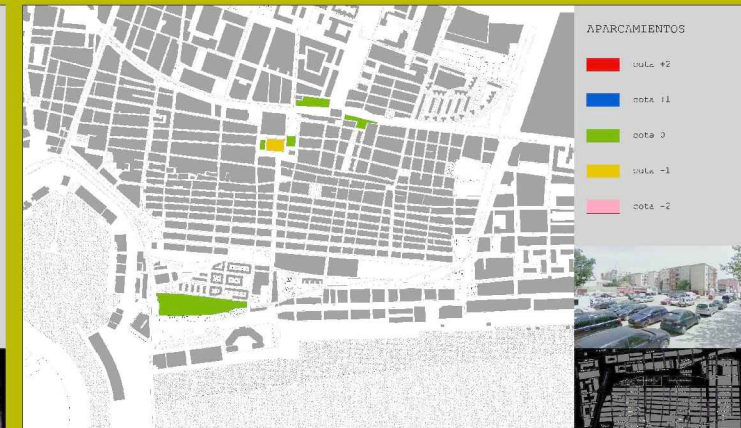 APARCAMIENTOS
cota +2
cota +1
cota 0
cota -1
cota -2